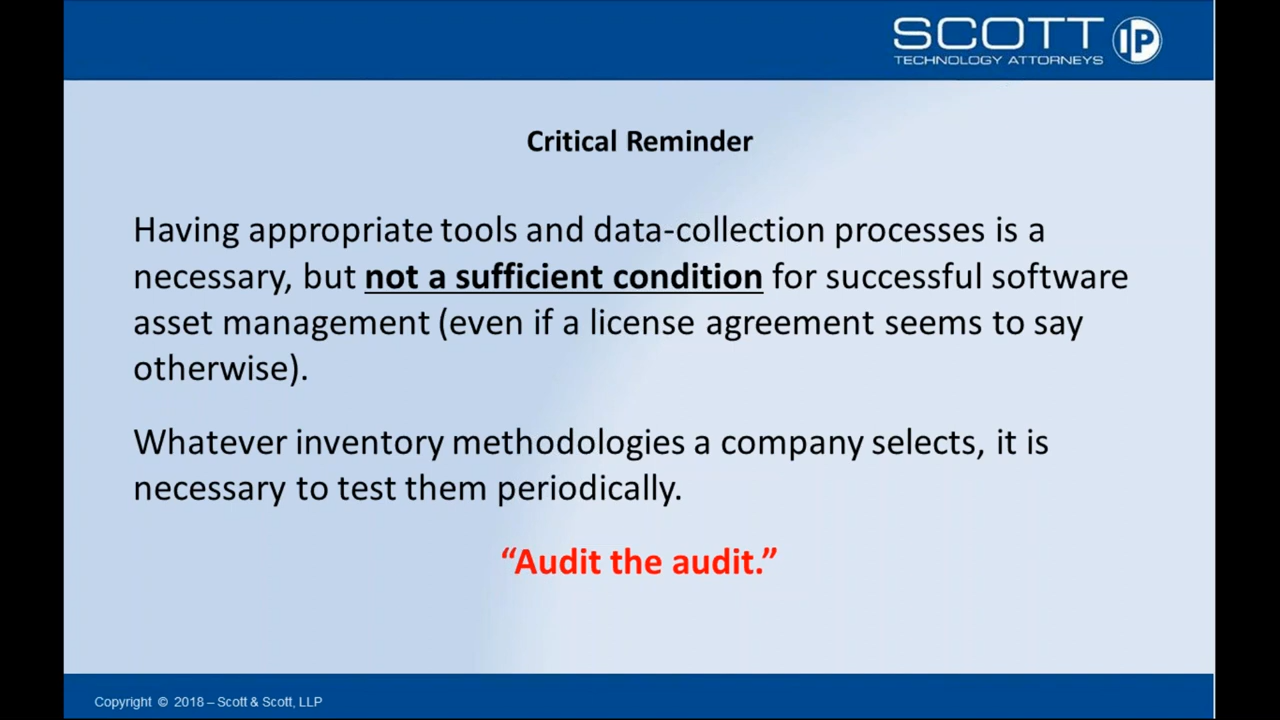 SCOTT IP
TECHNOLOGY ATTORNEYS
Critical Reminder
Having appropriate tools and data-collection processes is a
necessary, but not a sufficient condition for successful software
asset management (even if a license agreement seems to say
otherwise).
Whatever inventory methodologies a company selects, it is
necessary to test them periodically.
“Audit the audit.”
Copyright © 2018 – Scott & Scott, LLP